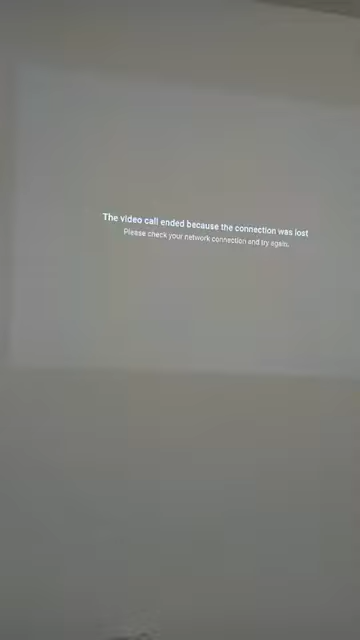 The video call ended because the connection was lost
Please check your network connection and try again.